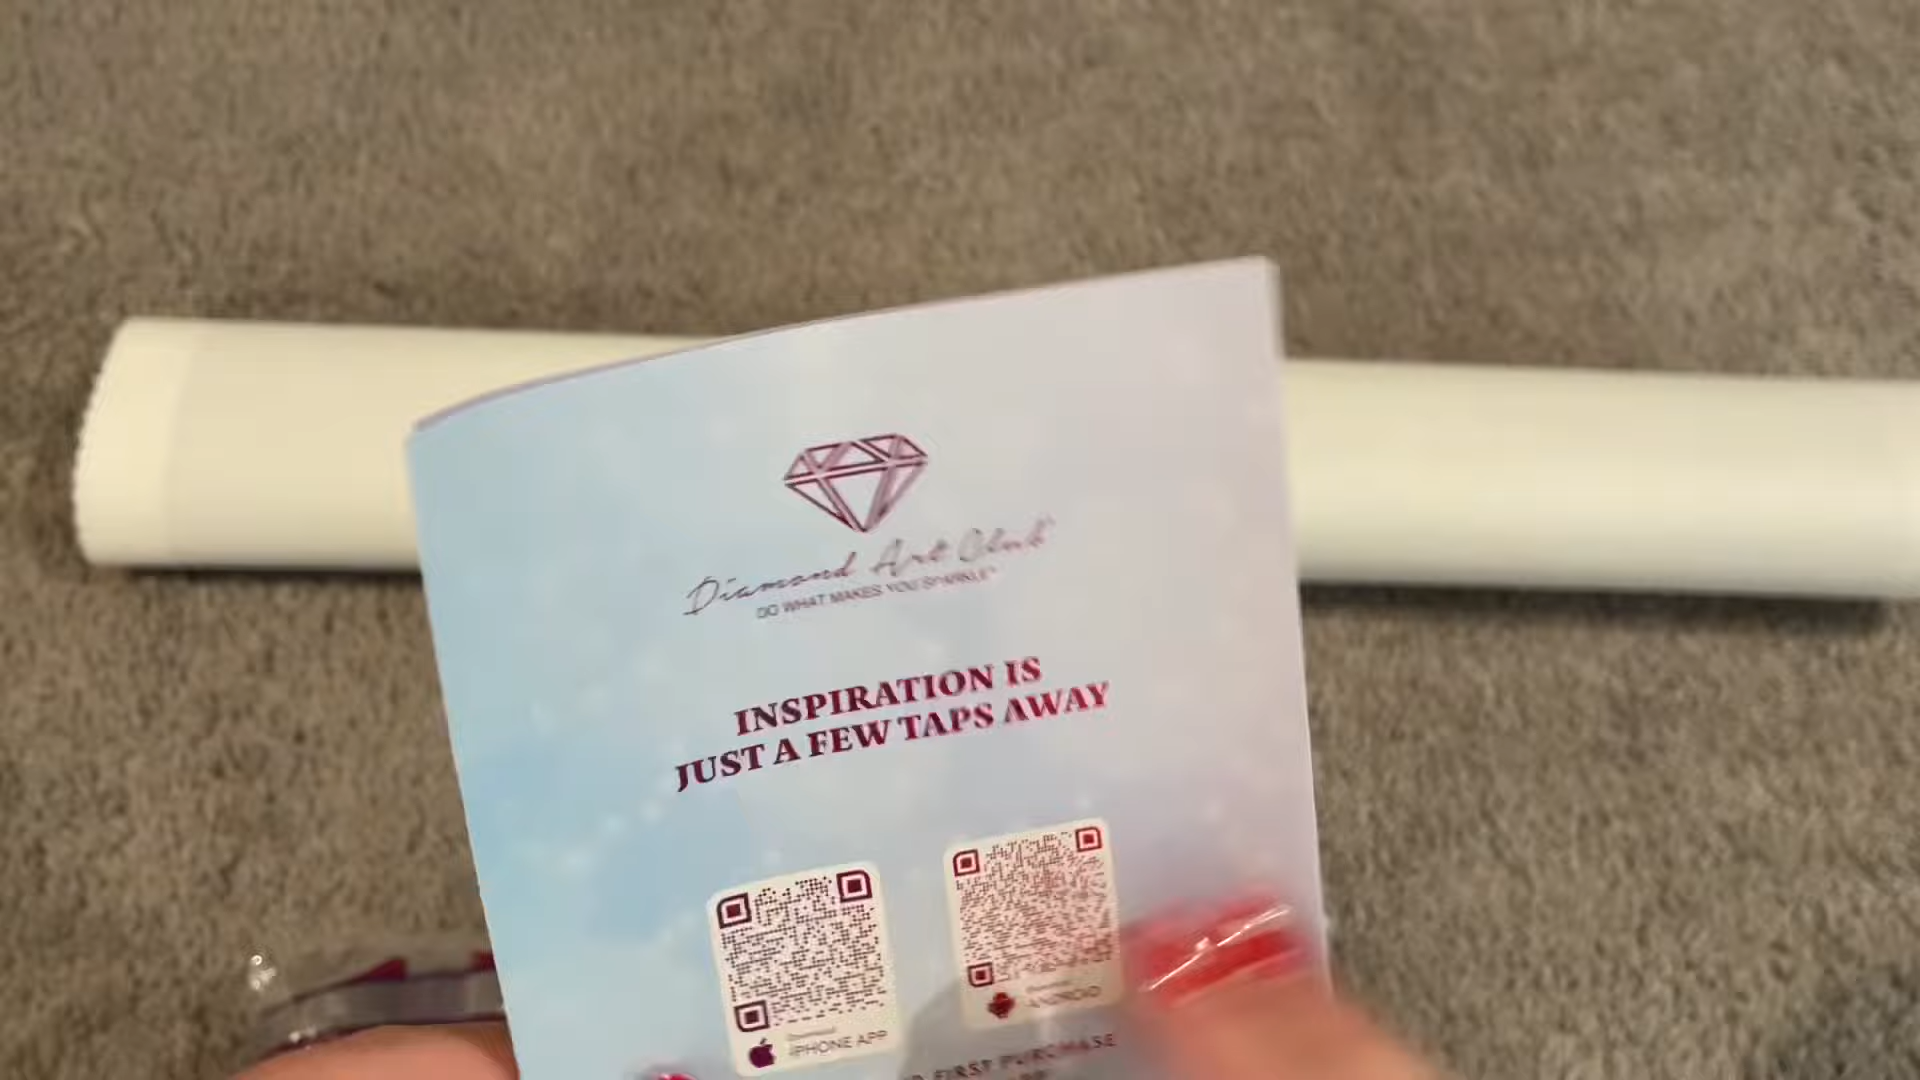 Diamond Art Club
DO WHAT MAKES YOU SPARKLE
INSPIRATION IS
JUST A FEW TAPS AWAY
Download
IPHONE APP
ANDROID
FIRST PURCHASE